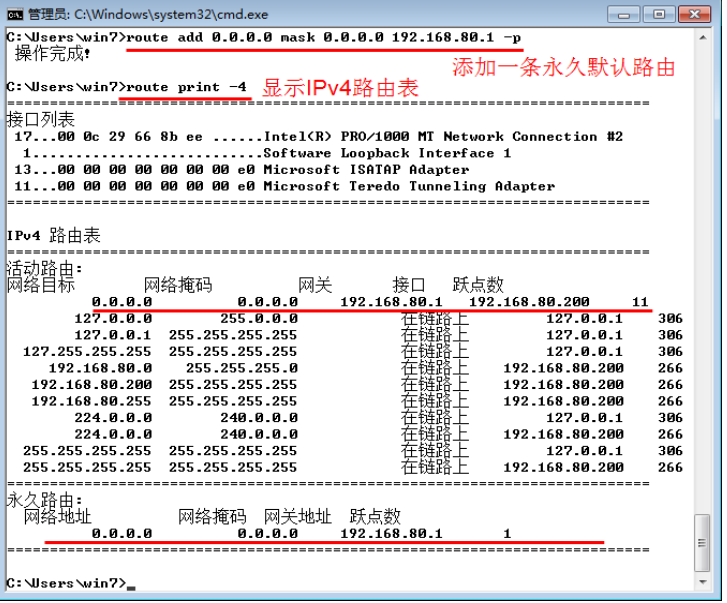 管理员: C:\Windows\system32\cmd.exe
C:\Users\win7>route add 0.0.0.0 mask 0.0.0.0 192.168.80.1 -p
操作完成!
添加一条永久默认路由
C:\Users\win7>route print -4 显示IPv4路由表
===========================================================================
接口列表
17...00 0c 29 66 8b ee ......Intel(R) PRO/1000 MT Network Connection #2
1...........................Software Loopback Interface 1
13...00 00 00 00 00 00 00 e0 Microsoft ISATAP Adapter
11...00 00 00 00 00 00 00 e0 Microsoft Teredo Tunneling Adapter
===========================================================================
IPv4 路由表
===========================================================================
活动路由:
网络目标 网络掩码 网关 接口 跃点数
0.0.0.0 0.0.0.0 192.168.80.1 192.168.80.200 11
127.0.0.0 255.0.0.0 在链路上 127.0.0.1 306
127.0.0.1 255.255.255.255 在链路上 127.0.0.1 306
127.255.255.255 255.255.255.255 在链路上 127.0.0.1 306
192.168.80.0 255.255.255.0 在链路上 192.168.80.200 266
192.168.80.200 255.255.255.255 在链路上 192.168.80.200 266
192.168.80.255 255.255.255.255 在链路上 192.168.80.200 266
224.0.0.0 240.0.0.0 在链路上 127.0.0.1 306
224.0.0.0 240.0.0.0 在链路上 192.168.80.200 266
255.255.255.255 255.255.255.255 在链路上 127.0.0.1 306
255.255.255.255 255.255.255.255 在链路上 192.168.80.200 266
===========================================================================
永久路由:
网络地址 网络掩码 网关地址 跃点数
0.0.0.0 0.0.0.0 192.168.80.1 1
===========================================================================
C:\Users\win7>_